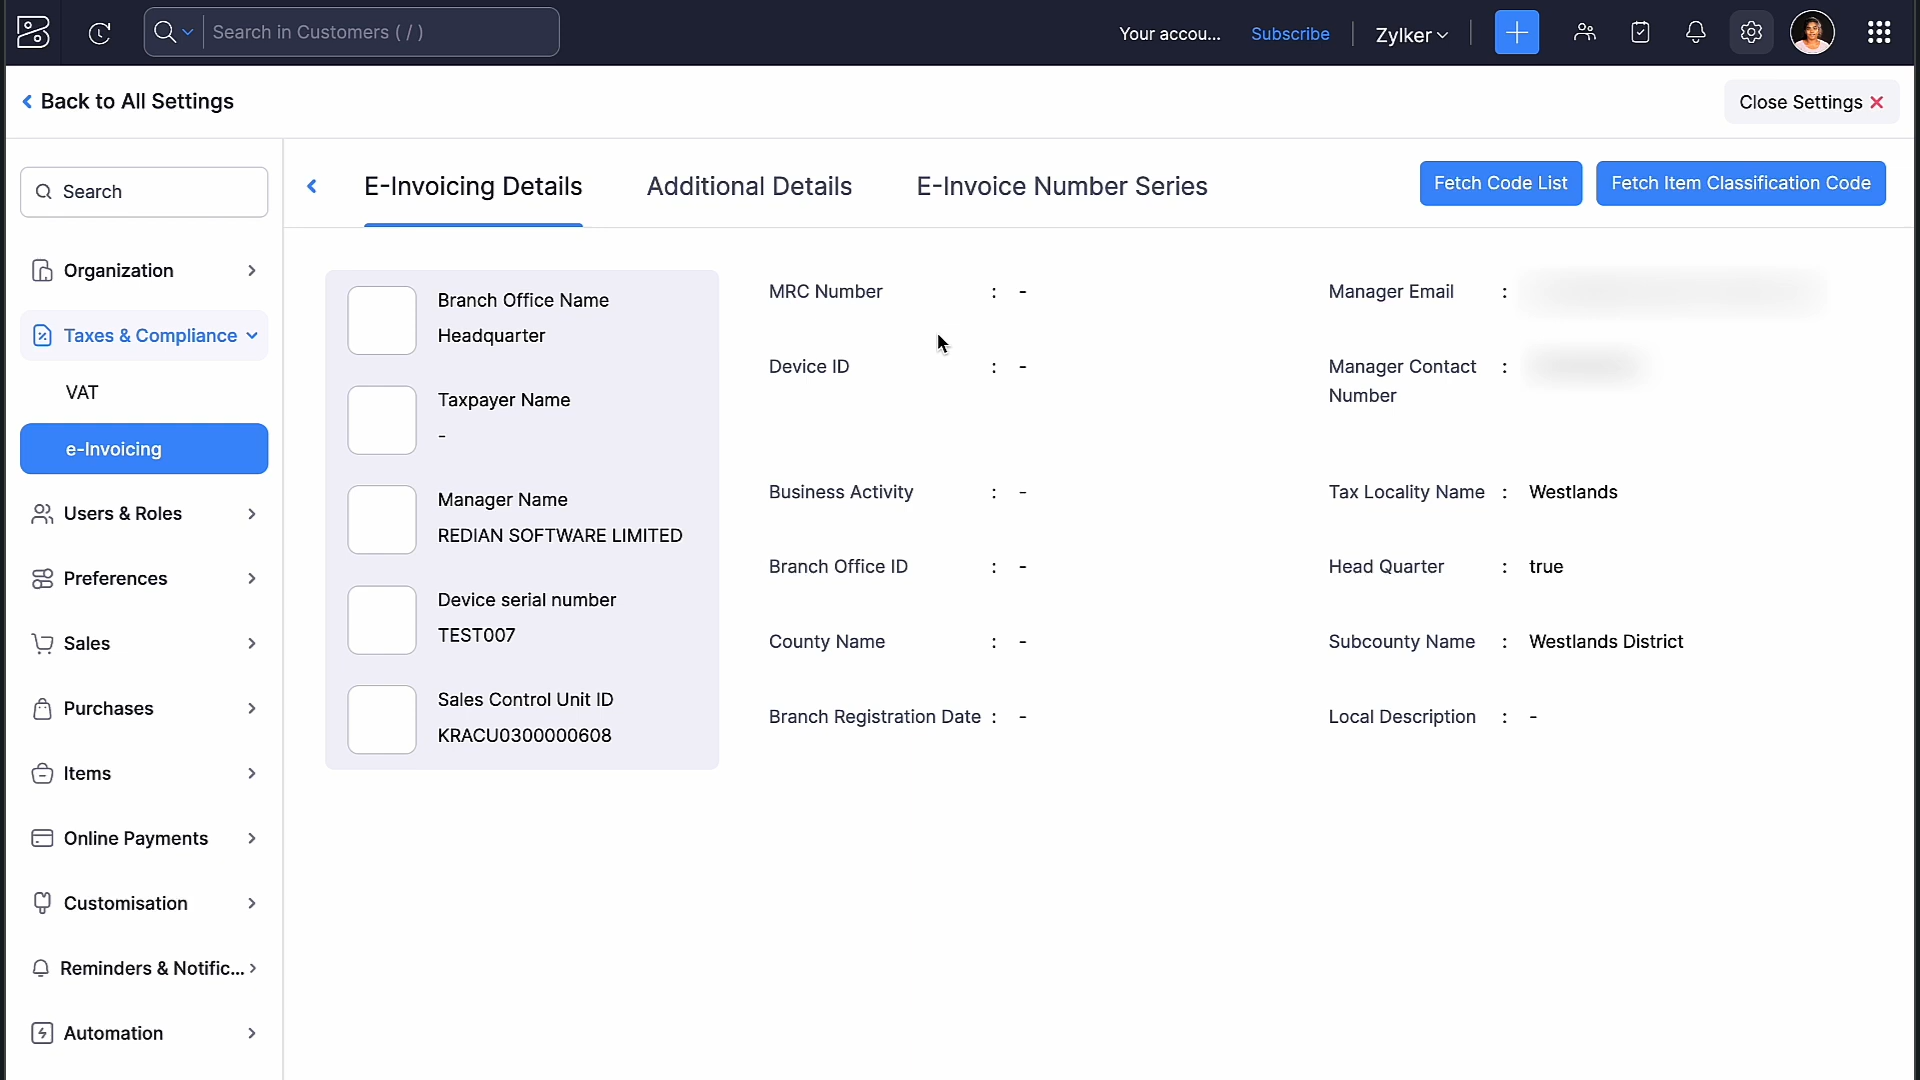 Search in Customers ( / )
Your accou...
Subscribe
Zylker
Back to All Settings
Close Settings
Search
Organization
Taxes & Compliance
VAT
e-Invoicing
Users & Roles
Preferences
Sales
Purchases
Items
Online Payments
Customisation
Reminders & Notific...
Automation
E-Invoicing Details
Additional Details
E-Invoice Number Series
Fetch Code List
Fetch Item Classification Code
Branch Office Name
Headquarter
Taxpayer Name
-
Manager Name
REDIAN SOFTWARE LIMITED
Device serial number
TEST007
Sales Control Unit ID
KRACU0300000608
MRC Number : -
Device ID : -
Business Activity : -
Branch Office ID : -
County Name : -
Branch Registration Date : -
Manager Email :
Manager Contact :
Number
Tax Locality Name : Westlands
Head Quarter : true
Subcounty Name : Westlands District
Local Description : -